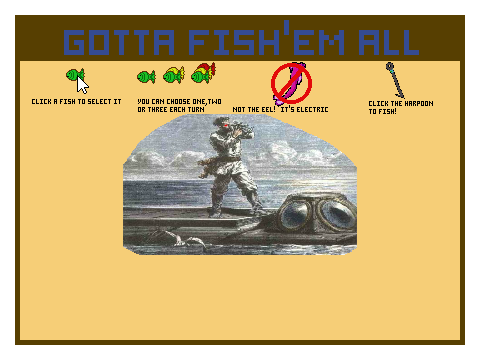 GOTTA FISH'EM ALL
CLICK A FISH TO SELECT IT
YOU CAN CHOOSE ONE,TWO
OR THREE EACH TURN
NOT THE EEL! IT'S ELECTRIC
CLICK THE HARPOON
TO FISH!